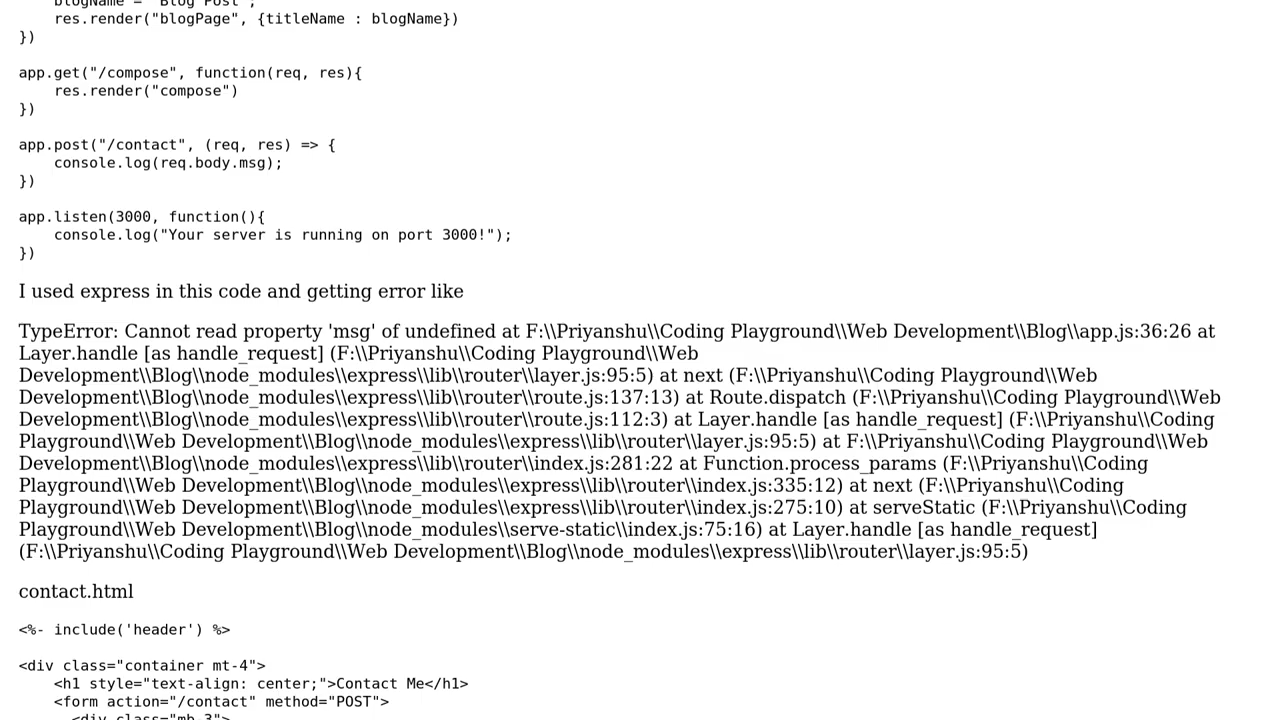 blogName = "Blog Post";
    res.render("blogPage", {titleName : blogName})
})

app.get("/compose", function(req, res){
    res.render("compose")
})

app.post("/contact", (req, res) => {
    console.log(req.body.msg);
})

app.listen(3000, function(){
    console.log("Your server is running on port 3000!");
})

I used express in this code and getting error like

TypeError: Cannot read property 'msg' of undefined at F:\\Priyanshu\\Coding Playground\\Web Development\\Blog\\app.js:36:26 at
Layer.handle [as handle_request] (F:\\Priyanshu\\Coding Playground\\Web
Development\\Blog\\node_modules\\express\\lib\\router\\layer.js:95:5) at next (F:\\Priyanshu\\Coding Playground\\Web
Development\\Blog\\node_modules\\express\\lib\\router\\route.js:137:13) at Route.dispatch (F:\\Priyanshu\\Coding Playground\\Web
Development\\Blog\\node_modules\\express\\lib\\router\\route.js:112:3) at Layer.handle [as handle_request] (F:\\Priyanshu\\Coding
Playground\\Web Development\\Blog\\node_modules\\express\\lib\\router\\layer.js:95:5) at F:\\Priyanshu\\Coding Playground\\Web
Development\\Blog\\node_modules\\express\\lib\\router\\index.js:281:22 at Function.process_params (F:\\Priyanshu\\Coding
Playground\\Web Development\\Blog\\node_modules\\express\\lib\\router\\index.js:335:12) at next (F:\\Priyanshu\\Coding
Playground\\Web Development\\Blog\\node_modules\\express\\lib\\router\\index.js:275:10) at serveStatic (F:\\Priyanshu\\Coding
Playground\\Web Development\\Blog\\node_modules\\serve-static\\index.js:75:16) at Layer.handle [as handle_request]
(F:\\Priyanshu\\Coding Playground\\Web Development\\Blog\\node_modules\\express\\lib\\router\\layer.js:95:5)

contact.html

<%- include('header') %>

<div class="container mt-4">
    <h1 style="text-align: center;">Contact Me</h1>
    <form action="/contact" method="POST">
      <div class="mb-3">